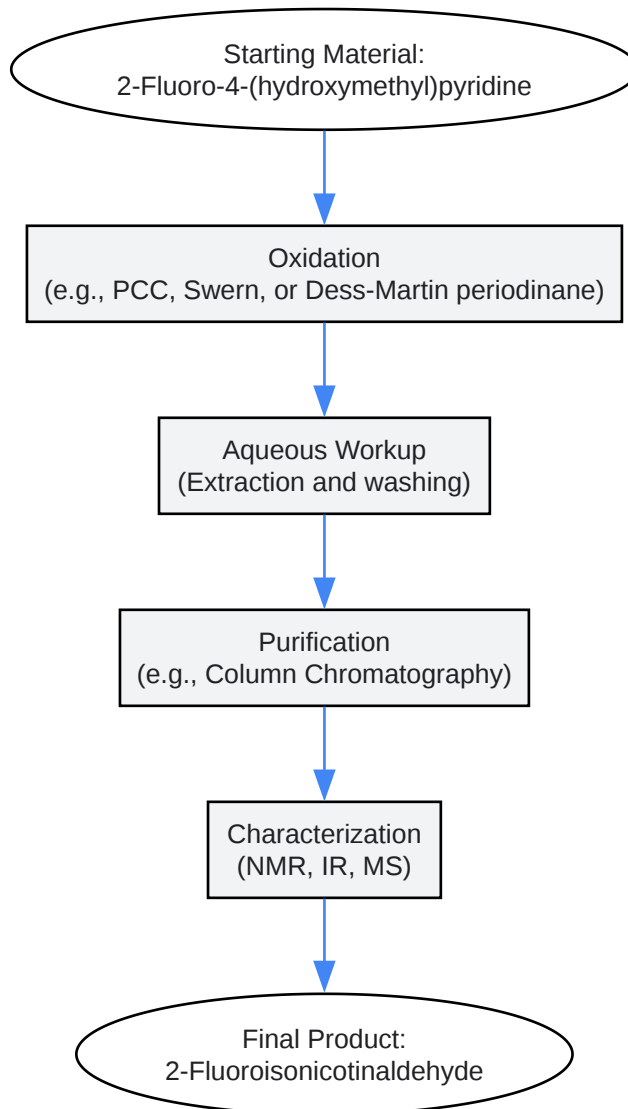 Starting Material:
2-Fluoro-4-(hydroxymethyl)pyridine
Oxidation
(e.g., PCC, Swern, or Dess-Martin periodinane)
Aqueous Workup
(Extraction and washing)
Purification
(e.g., Column Chromatography)
Characterization
(NMR, IR, MS)
Final Product:
2-Fluoroisonicotinaldehyde